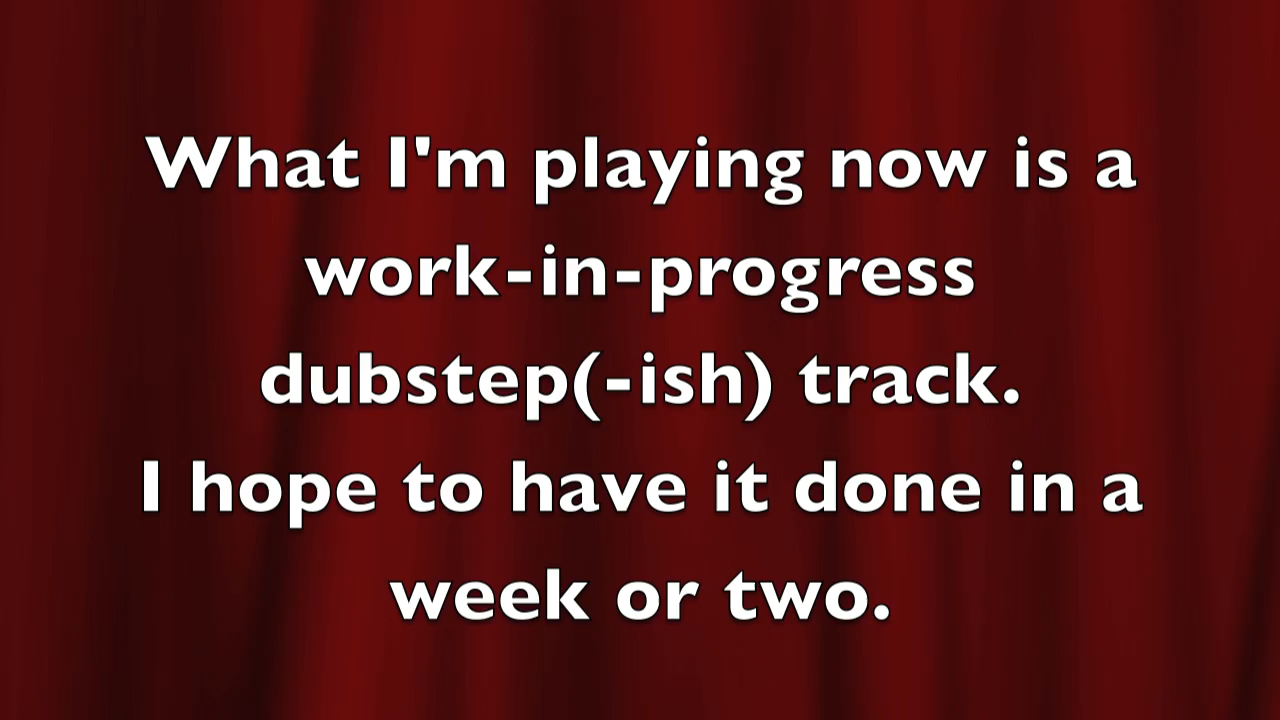 What I'm playing now is a
work-in-progress
dubstep(-ish) track.
I hope to have it done in a
week or two.